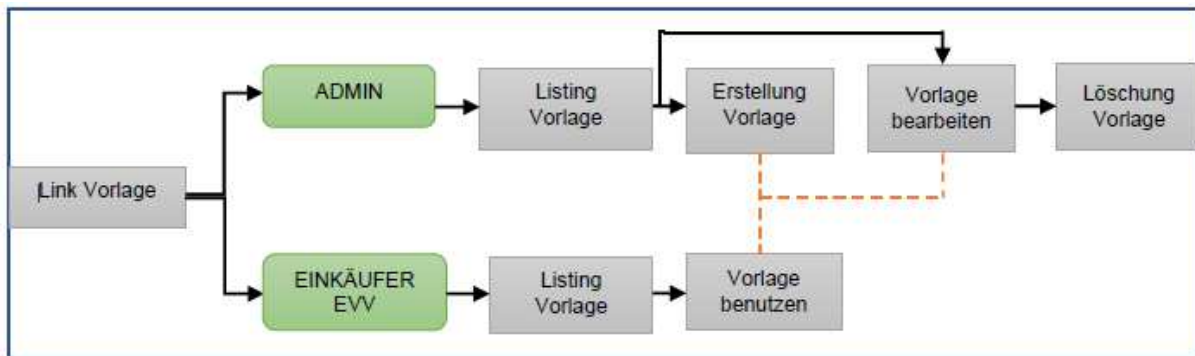 ADMIN
Listing
Vorlage
Erstellung
Vorlage
Vorlage
bearbeiten
Löschung
Vorlage
Link Vorlage
EINKÄUFER
EVV
Listing
Vorlage
Vorlage
benutzen